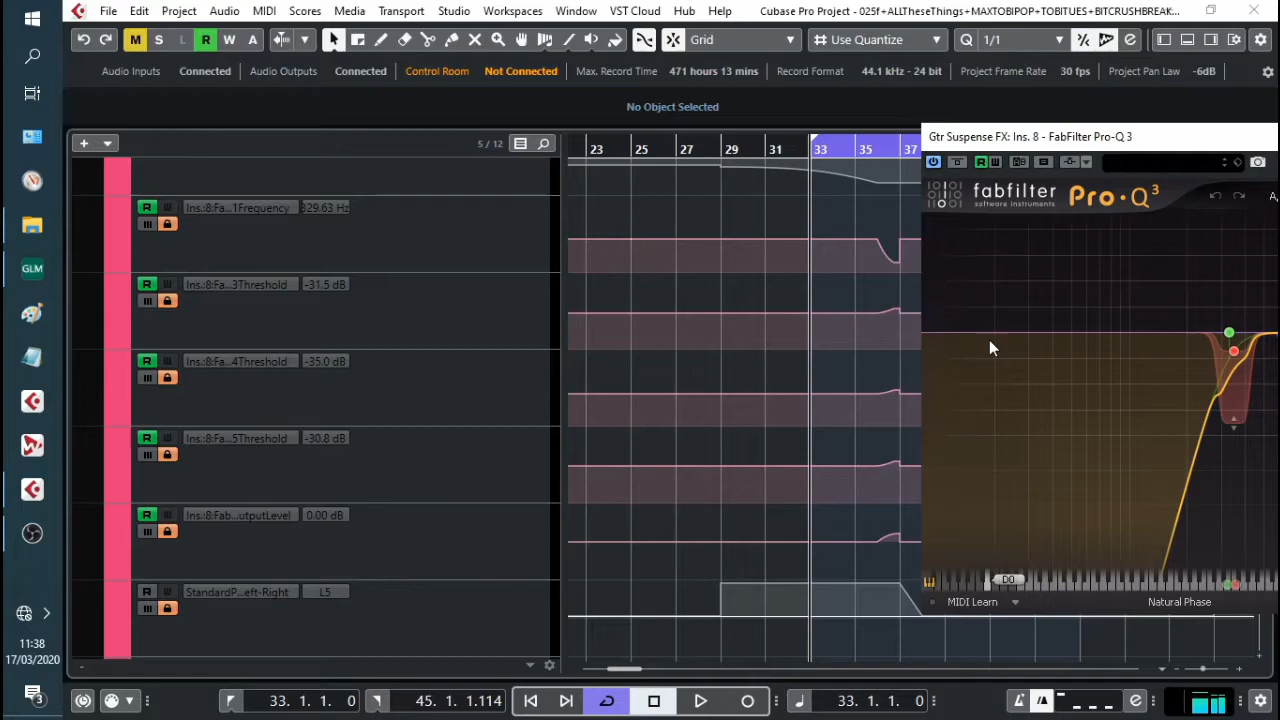 File Edit Project Audio MIDI Scores Media Transport Studio Workspaces Window VST Cloud Hub Help Cubase Pro Project - 025f+ALLTheseThings+MAXTOBIPOP+TOBITUES+BITCRUSHBREAK...
M S L R W A Grid # Use Quantize Q 1/1
Audio Inputs Connected Audio Outputs Connected Control Room Not Connected Max. Record Time 471 hours 13 mins Record Format 44.1 kHz - 24 bit Project Frame Rate 30 fps Project Pan Law -6dB
No Object Selected
5 / 12
23 25 27 29 31 33 35 37
Gtr Suspense FX: Ins. 8 - FabFilter Pro-Q 3
R W
fabfilter
software instruments
Pro·Q3
R W Ins.:8:Fa...1Frequency 329.63 Hz
R W Ins.:8:Fa...3Threshold -31.5 dB
R W Ins.:8:Fa...4Threshold -35.0 dB
R W Ins.:8:Fa...5Threshold -30.8 dB
R W Ins.:8:Fab...utputLevel 0.00 dB
R W StandardP...eft-Right L5
D0
MIDI Learn Natural Phase
GLM
11:38
17/03/2020
3
33. 1. 1. 0 45. 1. 1.114 33. 1. 1. 0